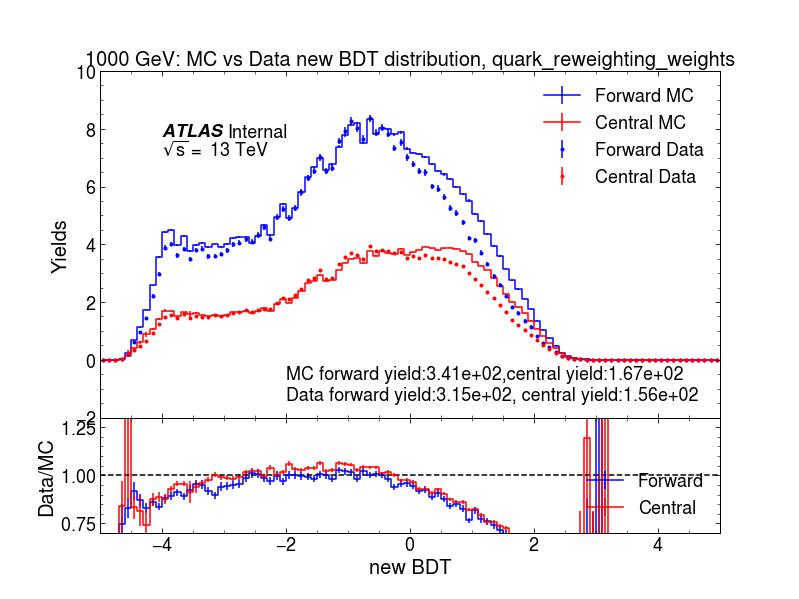 1000 GeV: MC vs Data new BDT distribution, quark_reweighting_weights
10
8
6
4
2
0
−2
Yields
ATLAS Internal
√s = 13 TeV
Forward MC
Central MC
Forward Data
Central Data
MC forward yield:3.41e+02,central yield:1.67e+02
Data forward yield:3.15e+02, central yield:1.56e+02
1.25
1.00
0.75
Data/MC
Forward
Central
−4 −2 0 2 4
new BDT